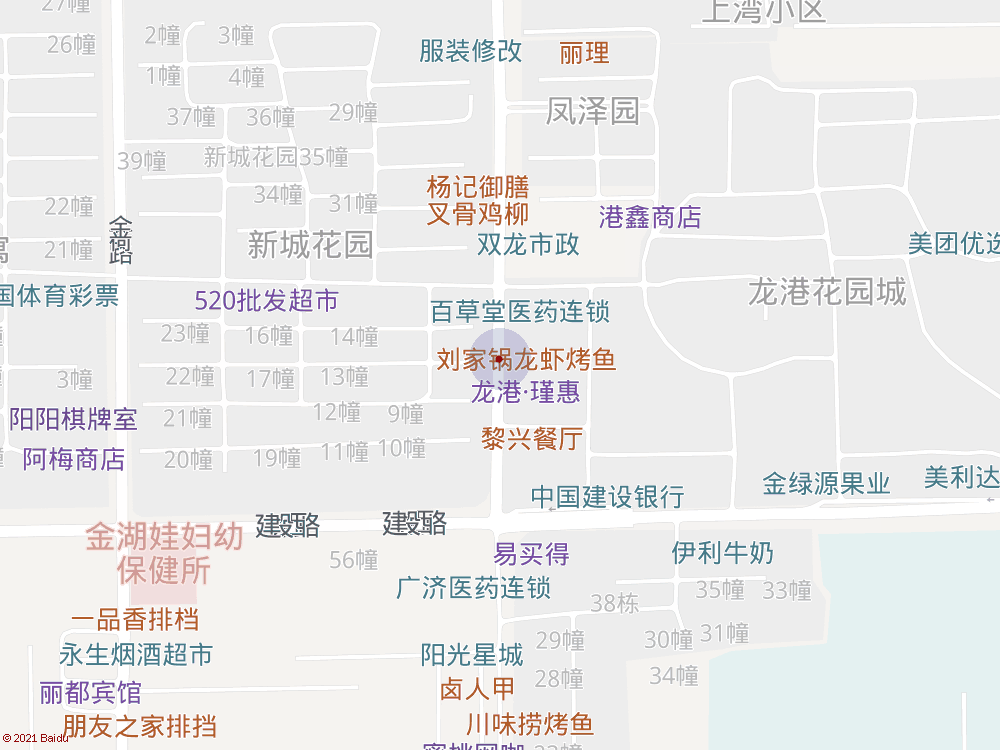 27幢
上湾小区
2幢
3幢
26幢
服装修改
丽理
1幢
4幢
凤泽园
37幢
36幢
29幢
39幢
新城花园35幢
34幢
杨记御膳
叉骨鸡柳
22幢
31幢
港鑫商店
金
路
21幢
新城花园
双龙市政
美团优选
国体育彩票
520批发超市
龙港花园城
百草堂医药连锁
23幢
16幢
14幢
刘家锅龙虾烤鱼
3幢
22幢
17幢
13幢
龙港·瑾惠
阳阳棋牌室
21幢
12幢
9幢
黎兴餐厅
阿梅商店
20幢
19幢
11幢
10幢
金绿源果业
美利达
中国建设银行
建设路
建设路
金湖娃妇幼
保健所
56幢
易买得
伊利牛奶
广济医药连锁
38栋
35幢
33幢
一品香排档
29幢
30幢
31幢
永生烟酒超市
阳光星城
丽都宾馆
卤人甲
28幢
34幢
朋友之家排挡
川味捞烤鱼
© 2021 Baidu